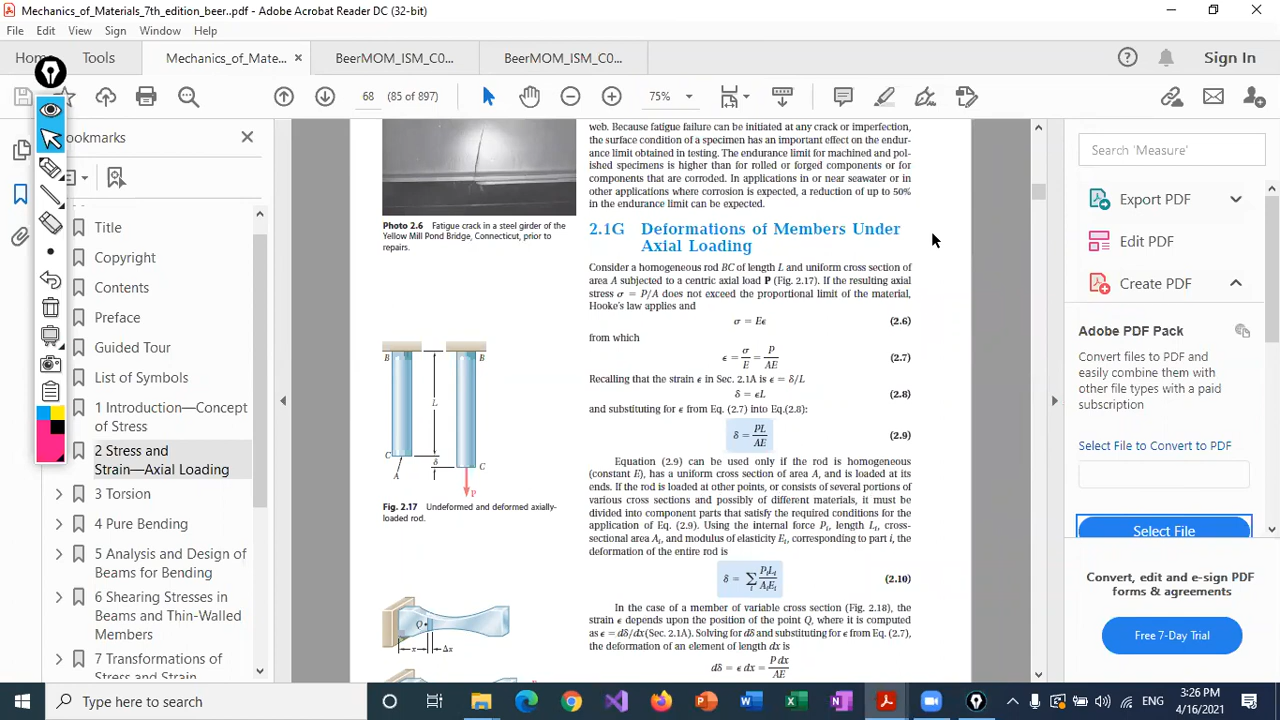 Mechanics_of_Materials_7th_edition_beer..pdf - Adobe Acrobat Reader DC (32-bit)
File Edit View Sign Window Help
Hom Tools Mechanics_of_Mate... × BeerMOM_ISM_C0... BeerMOM_ISM_C0... Sign In
68 (85 of 897) 75%
okmarks
Title
Copyright
Contents
Preface
Guided Tour
List of Symbols
1 Introduction—Concept
of Stress
2 Stress and
Strain—Axial Loading
3 Torsion
4 Pure Bending
5 Analysis and Design of
Beams for Bending
6 Shearing Stresses in
Beams and Thin-Walled
Members
7 Transformations of
Stress and Strain
Photo 2.6 Fatigue crack in a steel girder of the
Yellow Mill Pond Bridge, Connecticut, prior to
repairs.
B B
L
C δ C
A
P
Fig. 2.17 Undeformed and deformed axially-
loaded rod.
Q
x Δx
web. Because fatigue failure can be initiated at any crack or imperfection,
the surface condition of a specimen has an important effect on the endur-
ance limit obtained in testing. The endurance limit for machined and pol-
ished specimens is higher than for rolled or forged components or for
components that are corroded. In applications in or near seawater or in
other applications where corrosion is expected, a reduction of up to 50%
in the endurance limit can be expected.
2.1G Deformations of Members Under
Axial Loading
Consider a homogeneous rod BC of length L and uniform cross section of
area A subjected to a centric axial load P (Fig. 2.17). If the resulting axial
stress σ = P/A does not exceed the proportional limit of the material,
Hooke's law applies and
σ = Eϵ (2.6)
from which
ϵ = σ/E = P/AE (2.7)
Recalling that the strain ϵ in Sec. 2.1A is ϵ = δ/L
δ = ϵL (2.8)
and substituting for ϵ from Eq. (2.7) into Eq.(2.8):
δ = PL/AE (2.9)
Equation (2.9) can be used only if the rod is homogeneous
(constant E), has a uniform cross section of area A, and is loaded at its
ends. If the rod is loaded at other points, or consists of several portions of
various cross sections and possibly of different materials, it must be
divided into component parts that satisfy the required conditions for the
application of Eq. (2.9). Using the internal force Pi, length Li, cross-
sectional area Ai, and modulus of elasticity Ei, corresponding to part i, the
deformation of the entire rod is
δ = Σi PiLi/AiEi (2.10)
In the case of a member of variable cross section (Fig. 2.18), the
strain ϵ depends upon the position of the point Q, where it is computed
as ϵ = dδ/dx(Sec. 2.1A). Solving for dδ and substituting for ϵ from Eq. (2.7),
the deformation of an element of length dx is
dδ = ϵ dx = P dx/AE
Search 'Measure'
Export PDF
Edit PDF
Create PDF
Adobe PDF Pack
Convert files to PDF and
easily combine them with
other file types with a paid
subscription
Select File to Convert to PDF
Select File
Convert, edit and e-sign PDF
forms & agreements
Free 7-Day Trial
Type here to search
ENG
3:26 PM
4/16/2021